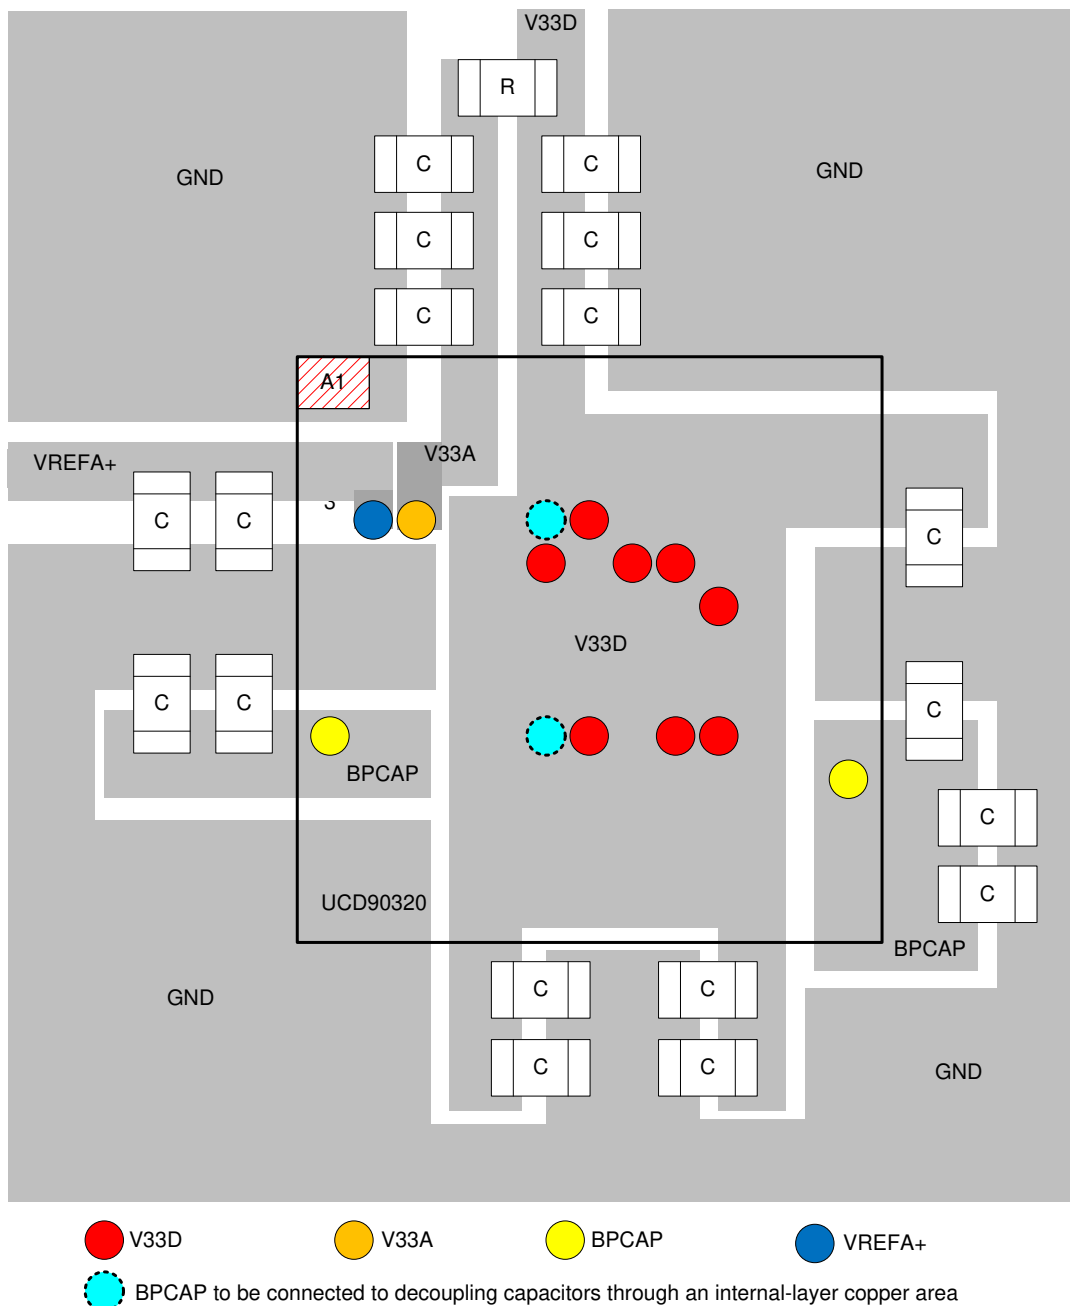 V33D
R
C C
GND GND
C C
C C
A1
VREFA+ V33A
C C
C
V33D
C C
C
BPCAP
C
C
UCD90320
BPCAP
C C
GND
C C
GND
V33D V33A BPCAP VREFA+
BPCAP to be connected to decoupling capacitors through an internal-layer copper area